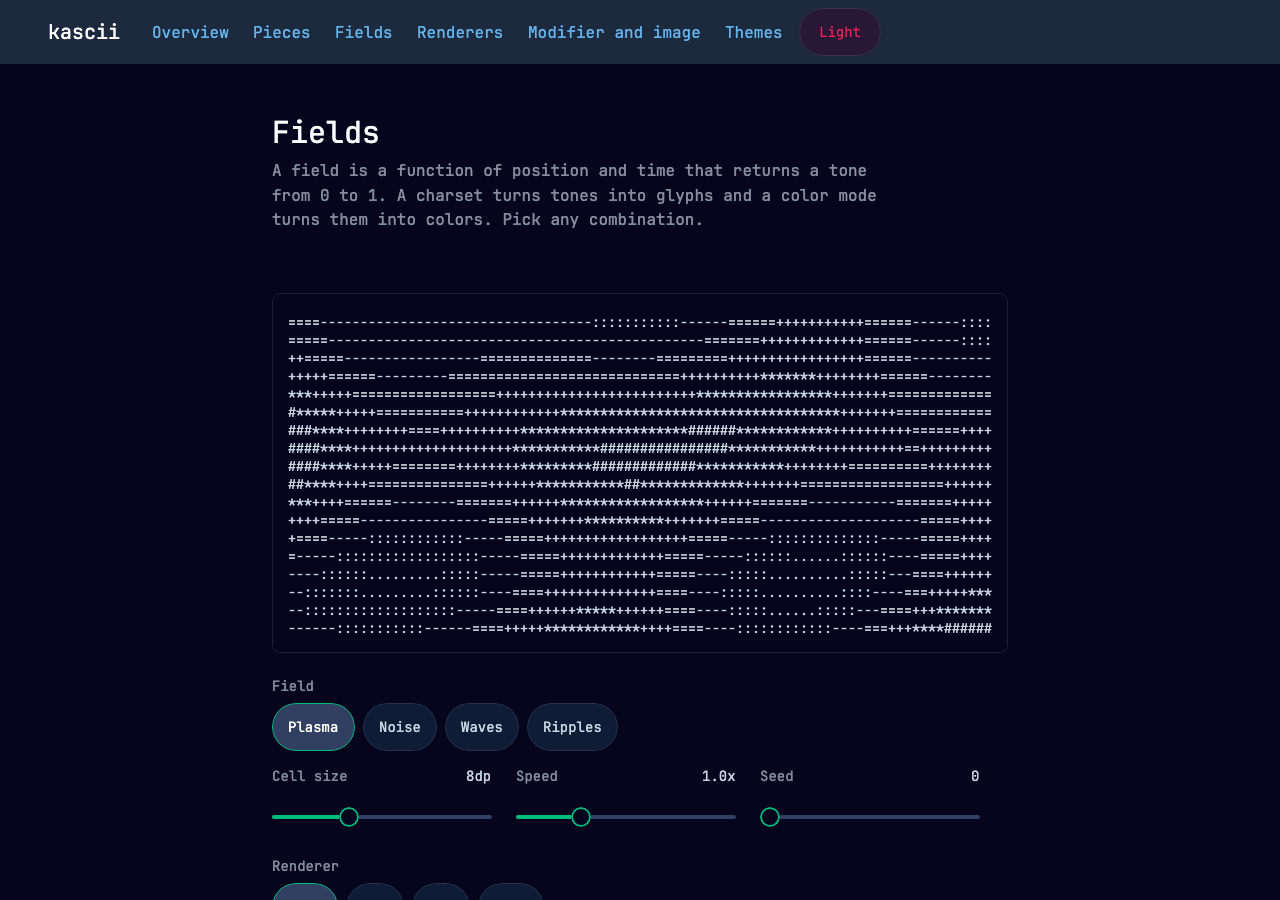 kascii Overview Pieces Fields Renderers Modifier and image Themes Light
Fields
A field is a function of position and time that returns a tone
from 0 to 1. A charset turns tones into glyphs and a color mode
turns them into colors. Pick any combination.
Field
Plasma Noise Waves Ripples
Cell size 8dp Speed 1.0x Seed 0
Renderer